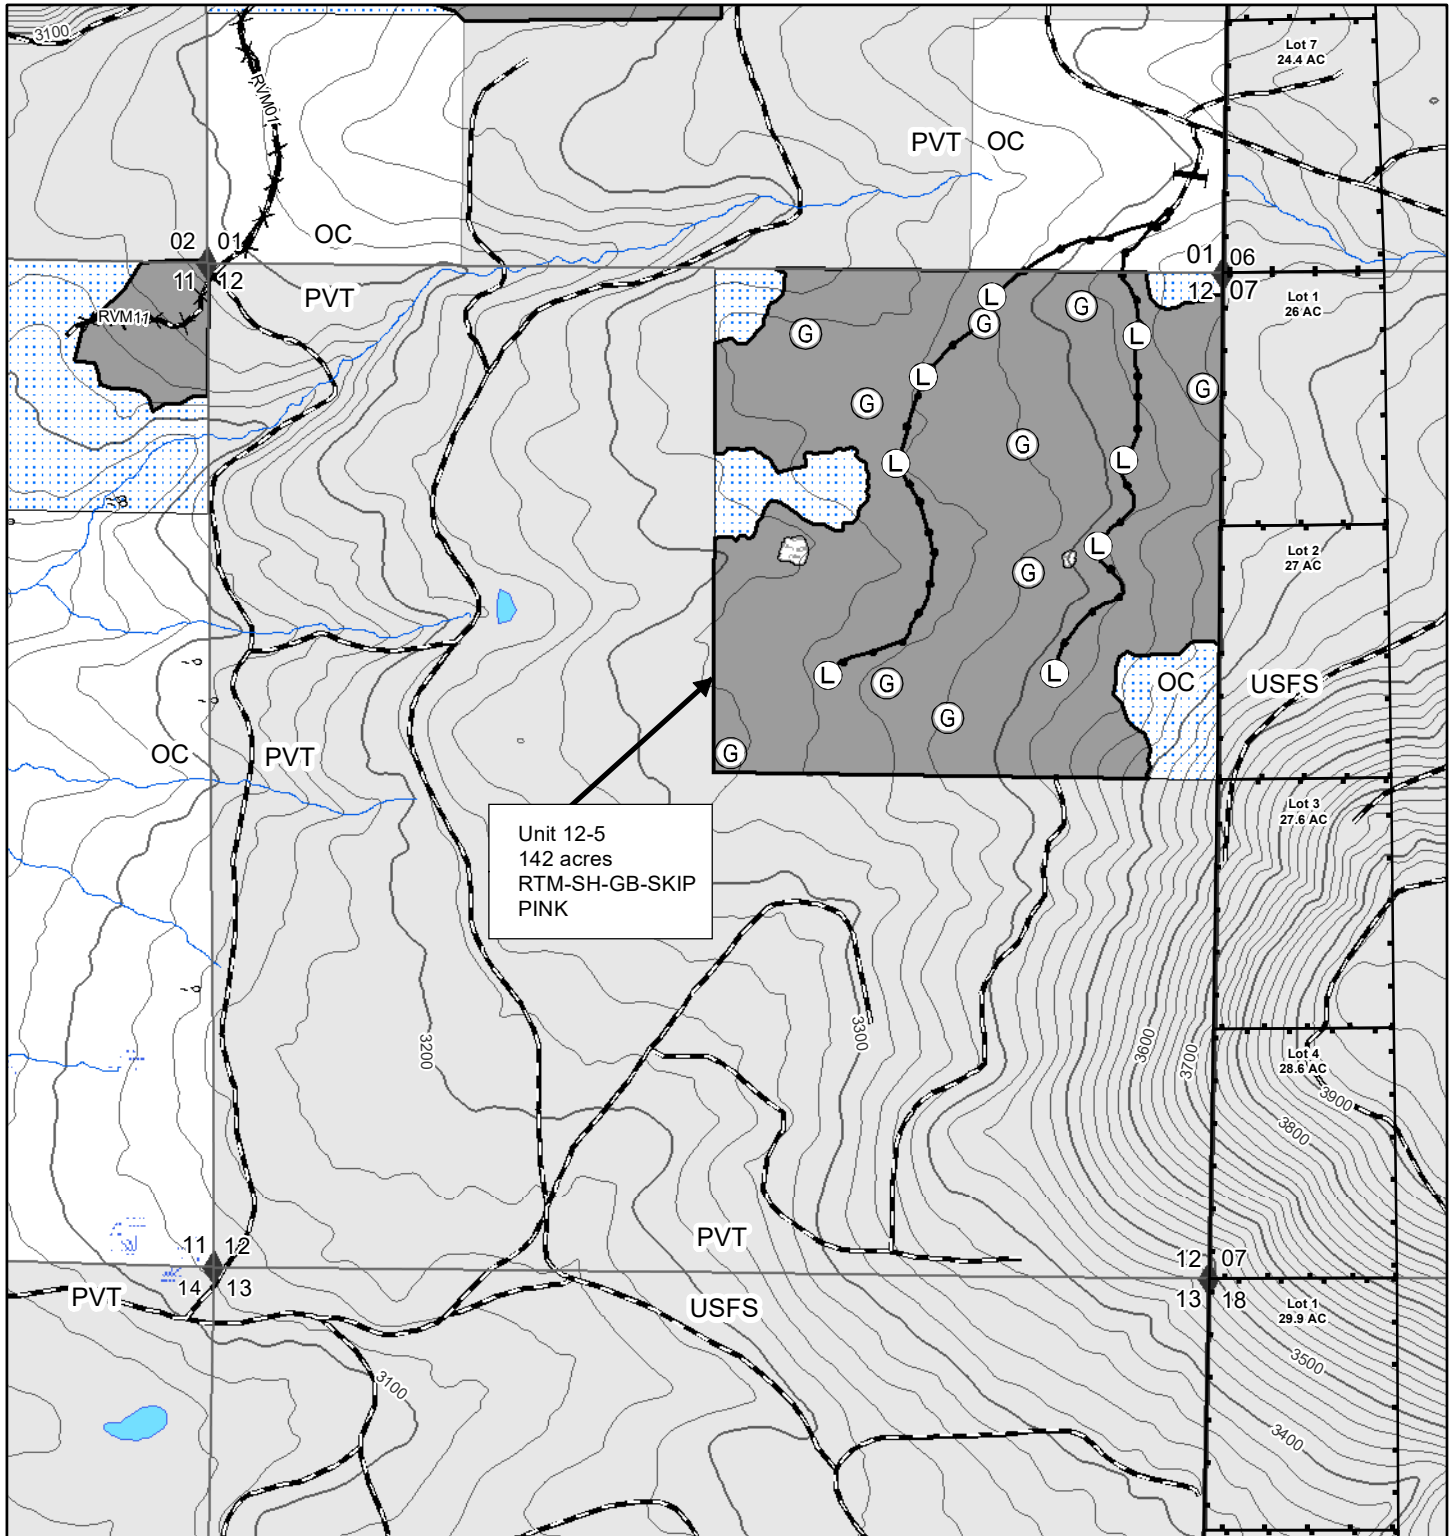 3100
Lot 7
24.4 AC
RVM01
PVT
OC
02
01
OC
01
06
11
12
PVT
12
07
L
Lot 1
26 AC
G
G
G
L
RVM11
L
G
G
G
L
L
L
Lot 2
27 AC
G
L
L
G
OC
USFS
G
G
OC
PVT
Lot 3
27.6 AC
Unit 12-5
142 acres
RTM-SH-GB-SKIP
PINK
3200
3300
3600
3700
Lot 4
28.6 AC
3900
3800
11
12
PVT
12
07
14
13
PVT
USFS
13
18
Lot 1
29.9 AC
3500
3100
3400